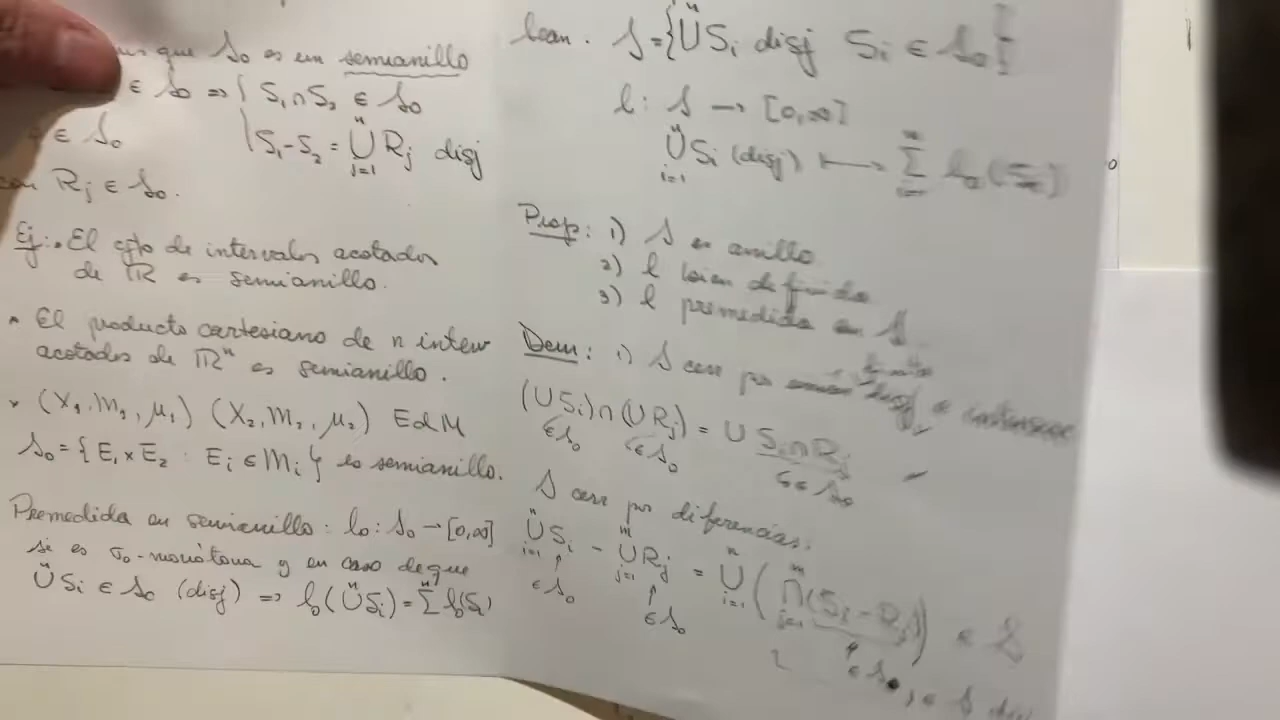 que 𝒮₀ es un semianillo
∈ 𝒮₀ ⇒ { S₁∩S₂ ∈ 𝒮₀
∈ 𝒮₀
S₁-S₂ = ⋃ⁿⱼ₌₁ Rⱼ disj
con Rⱼ ∈ 𝒮₀.
Ej: • El cjto de intervalos acotados
de ℝ es semianillo.
• El producto cartesiano de n interv
acotados de ℝⁿ es semianillo.
• (X₁, M₁, μ₁) (X₂, M₂, μ₂) E d M
𝒮₀ = { E₁ × E₂ : Eᵢ ∈ Mᵢ } es semianillo.
Premedida en semianillo: l₀: 𝒮₀ → [0,∞]
si es σ₀-monótona y en caso de que
⋃ⁿ Sᵢ ∈ 𝒮₀ (disj) ⇒ l₀(⋃ⁿ Sᵢ) = Σⁿ l₀(Sᵢ)
Sean. 𝒮 = { ⋃ⁿ Sᵢ disj Sᵢ ∈ 𝒮₀ }
l: 𝒮 → [0,∞]
⋃ⁿᵢ₌₁ Sᵢ (disj) ⟼ Σⁿᵢ₌₁ l₀(Sᵢ)
Prop: 1) 𝒮 es anillo
2) l bien definida
3) l premedida en 𝒮
Dem: 1) 𝒮 cerr por disj
(∪ Sᵢ) ∩ (∪ Rⱼ) = ∪ Sᵢ∩Rⱼ
∈𝒮₀ ∈𝒮₀ ∈ 𝒮₀
𝒮 cerr por diferencias:
⋃ⁿᵢ₌₁ Sᵢ - ⋃ᵐⱼ₌₁ Rⱼ = ⋃ⁿᵢ₌₁ ( ⋂ᵐⱼ₌₁ (Sᵢ - Rⱼ) ) ∈ 𝒮
∈𝒮₀ ∈𝒮₀